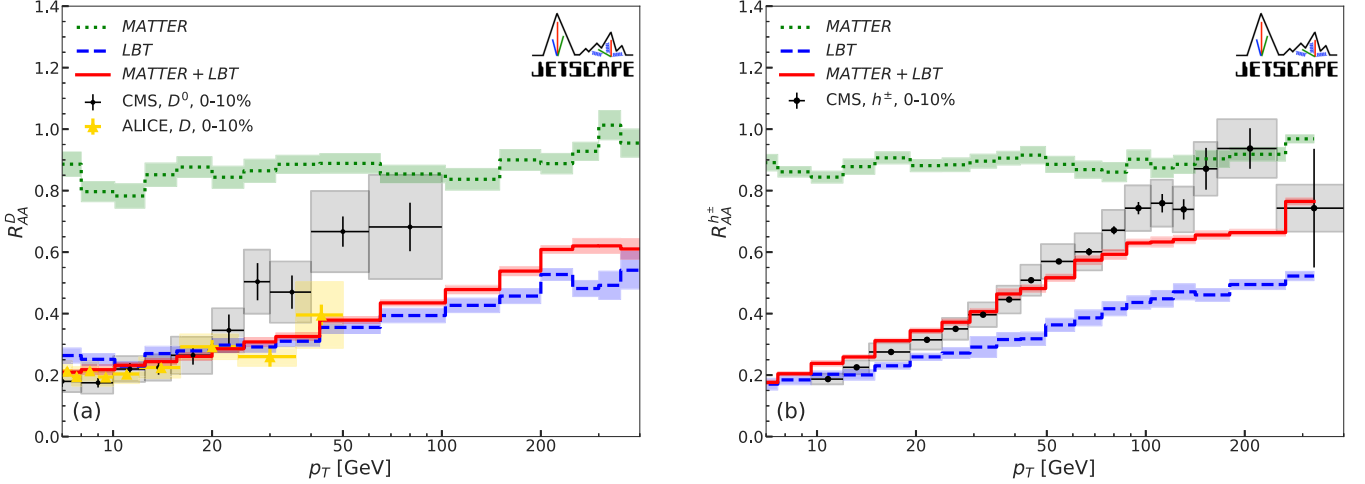 1.4
1.2
1.0
0.8
0.6
0.4
0.2
0.0
R_AA^D
MATTER
LBT
MATTER + LBT
CMS, D⁰, 0-10%
ALICE, D, 0-10%
JETSCAPE
(a)
10
20
50
100
200
p_T [GeV]
1.4
1.2
1.0
0.8
0.6
0.4
0.2
0.0
R_AA^h±
MATTER
LBT
MATTER + LBT
CMS, h±, 0-10%
JETSCAPE
(b)
10
20
50
100
200
p_T [GeV]